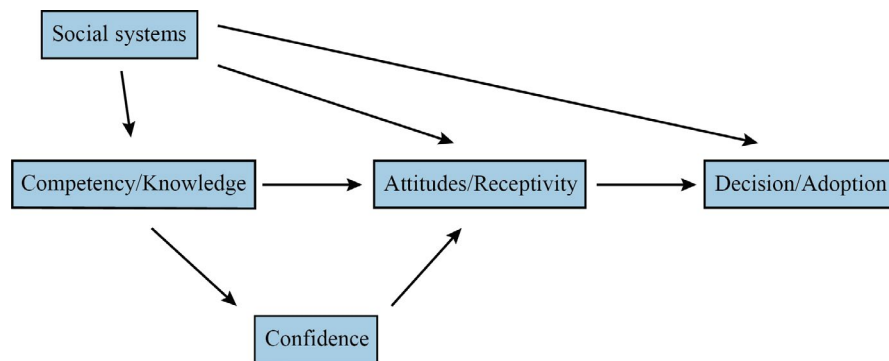 Social systems
Competency/Knowledge
Attitudes/Receptivity
Decision/Adoption
Confidence